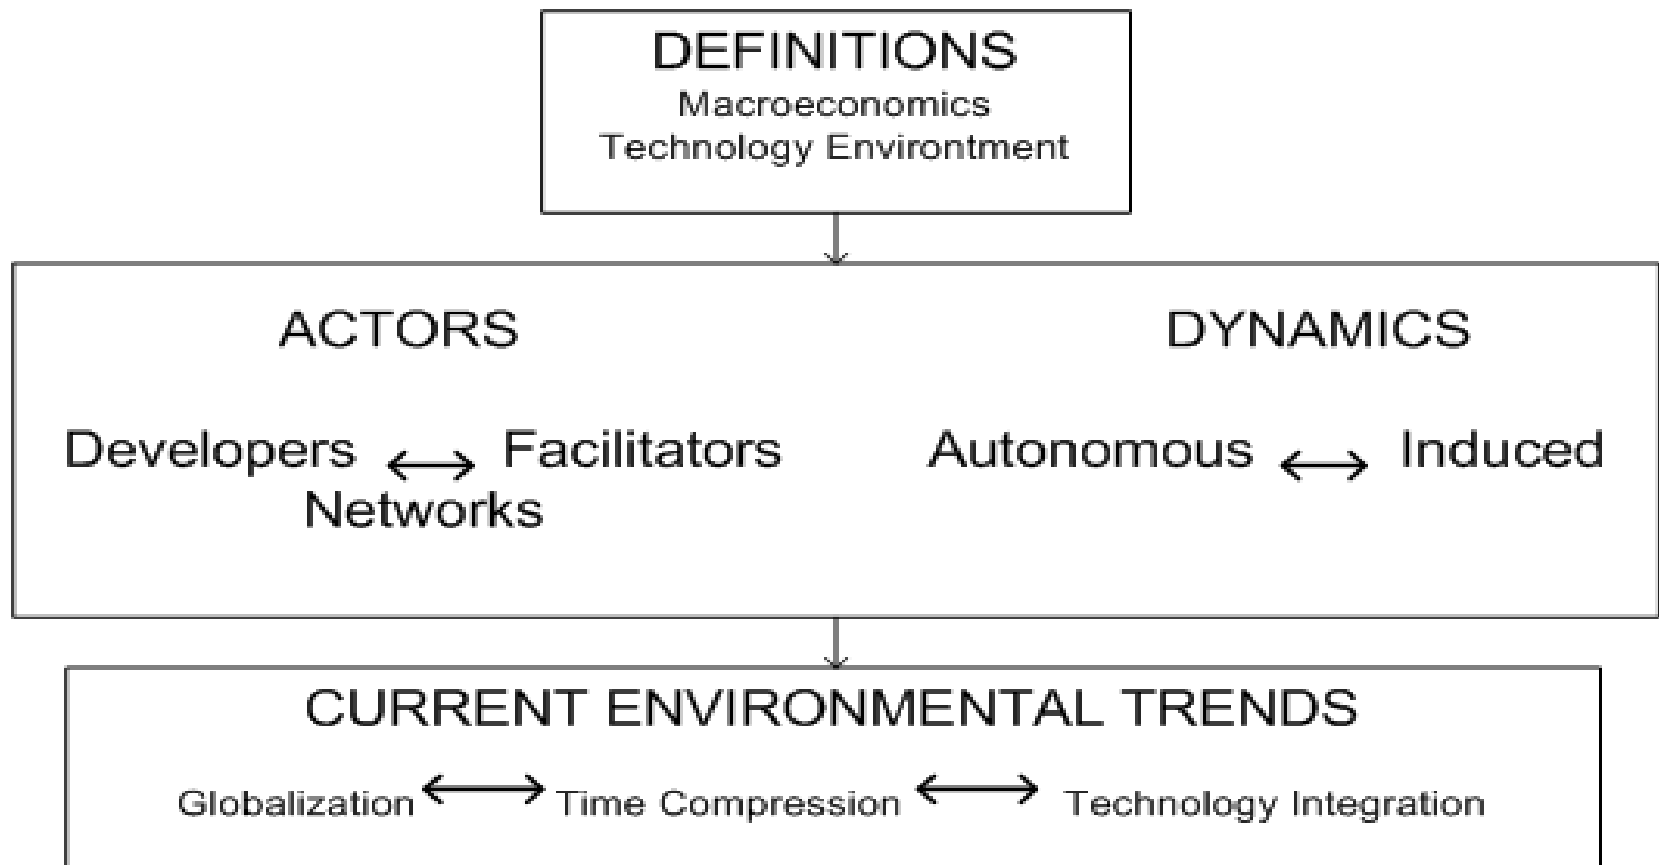 DEFINITIONS
Macroeconomics
Technology Environtment
ACTORS
Developers Facilitators
Networks
DYNAMICS
Autonomous Induced
CURRENT ENVIRONMENTAL TRENDS
Globalization Time Compression Technology Integration